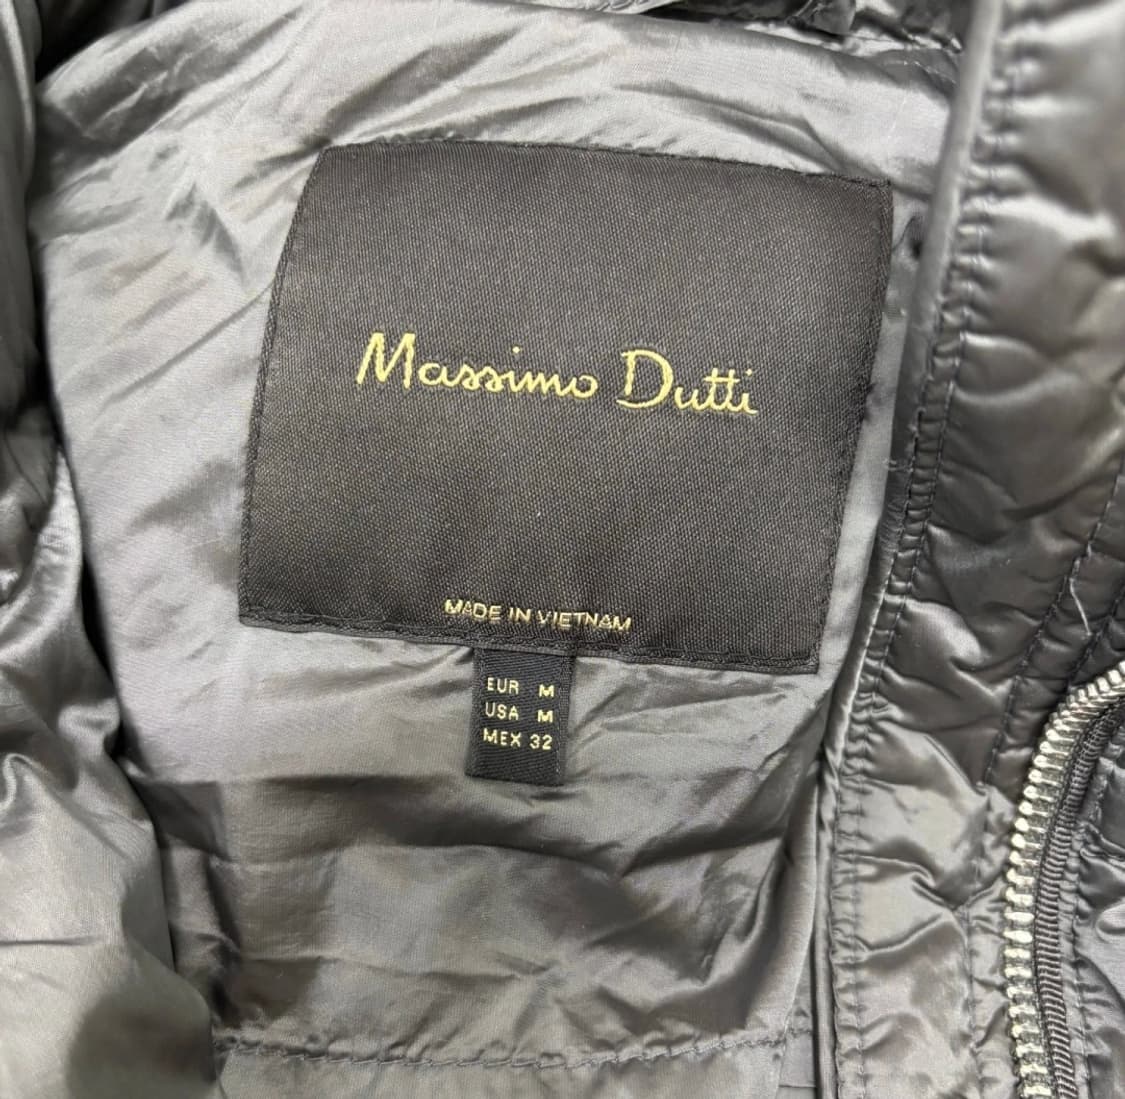 Massimo Dutti
MADE IN VIETNAM
EUR M
USA M
MEX 32